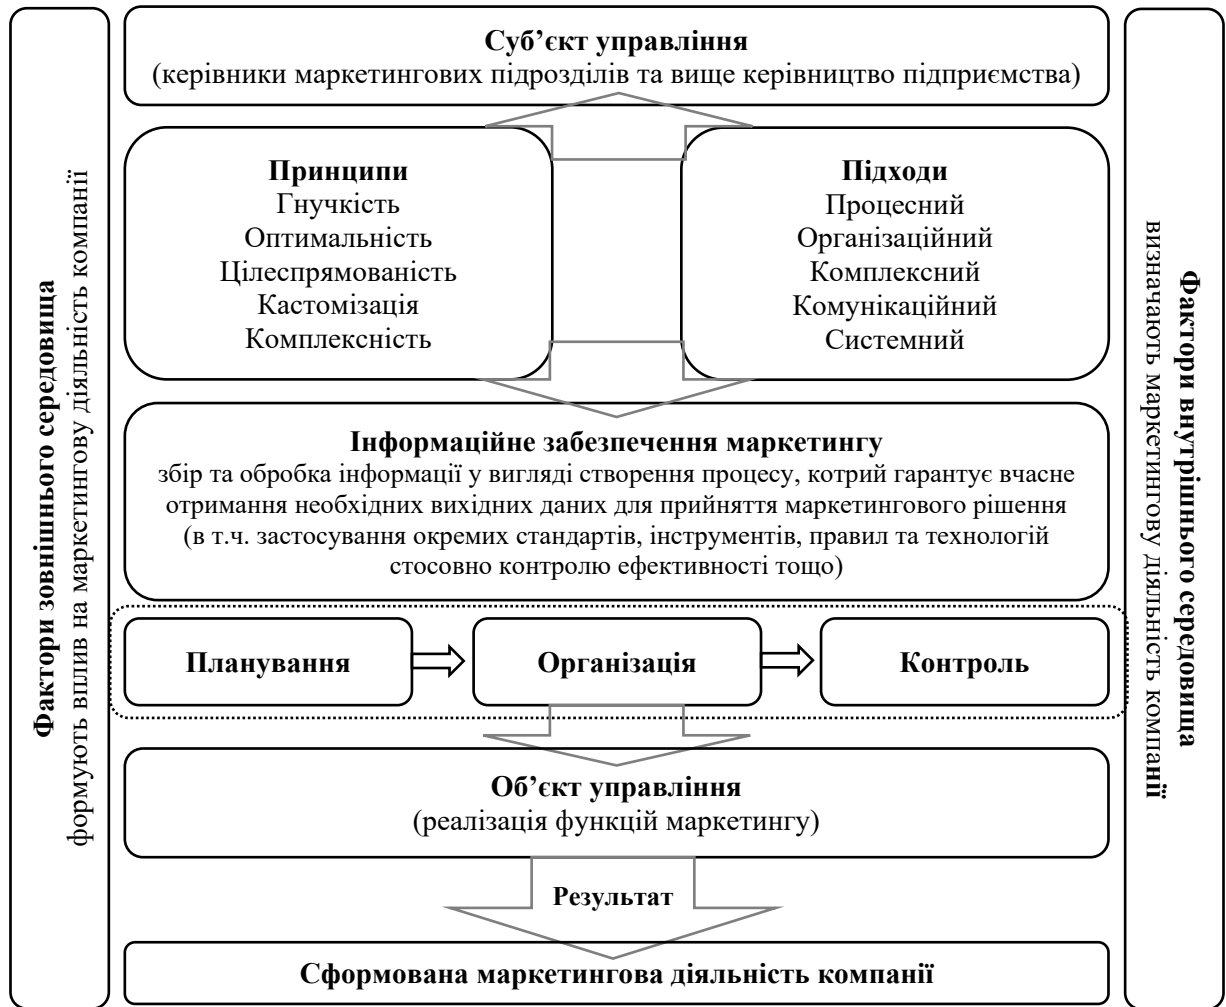 Фактори зовнішнього середовища
формують вплив на маркетингову діяльність компанії
Суб’єкт управління
(керівники маркетингових підрозділів та вище керівництво підприємства)
Принципи
Гнучкість
Оптимальність
Цілеспрямованість
Кастомізація
Комплексність
Підходи
Процесний
Організаційний
Комплексний
Комунікаційний
Системний
Інформаційне забезпечення маркетингу
збір та обробка інформації у вигляді створення процесу, котрий гарантує вчасне
отримання необхідних вихідних даних для прийняття маркетингового рішення
(в т.ч. застосування окремих стандартів, інструментів, правил та технологій
стосовно контролю ефективності тощо)
Планування
Організація
Контроль
Об’єкт управління
(реалізація функцій маркетингу)
Результат
Сформована маркетингова діяльність компанії
Фактори внутрішнього середовища
визначають маркетингову діяльність компанії